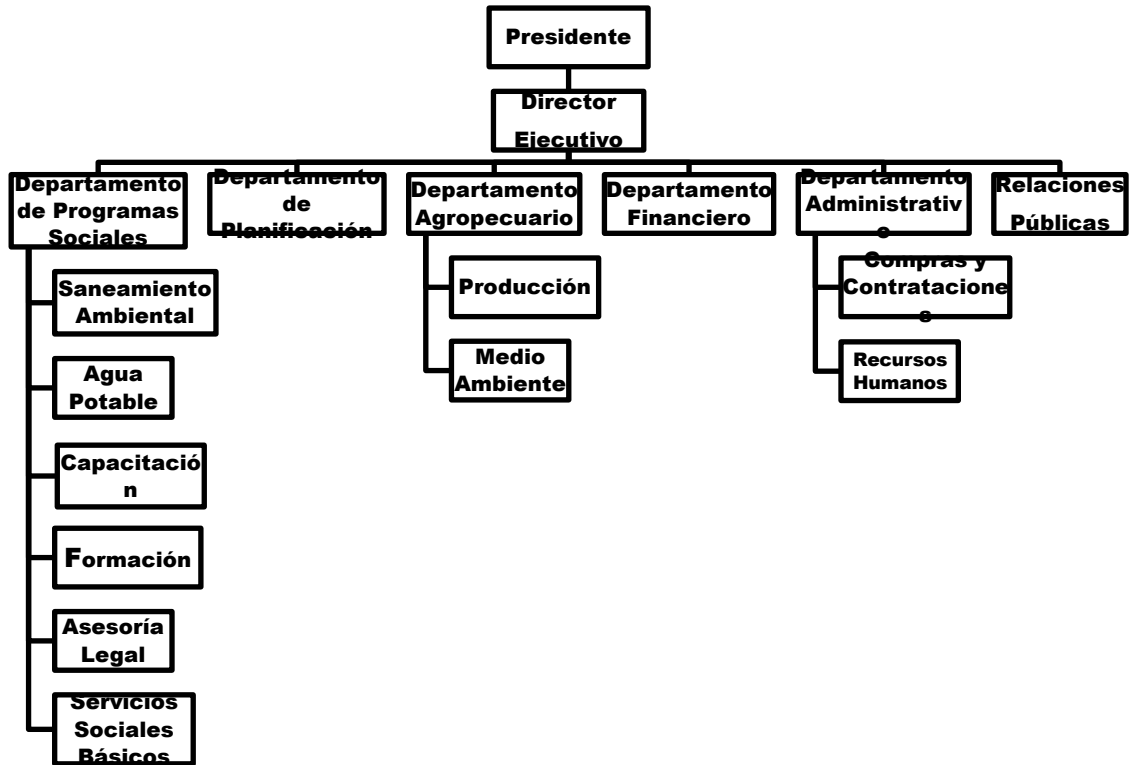 Presidente
Director
Ejecutivo
Departamento
de Programas
Sociales
Departamento
de
Planificación
Departamento
Agropecuario
Departamento
Financiero
Departamento
Administrativ
o
Relaciones
Públicas
Saneamiento
Ambiental
Agua
Potable
Capacitació
n
Formación
Asesoría
Legal
Servicios
Sociales
Básicos
Producción
Medio
Ambiente
Compras y
Contratacione
s
Recursos
Humanos